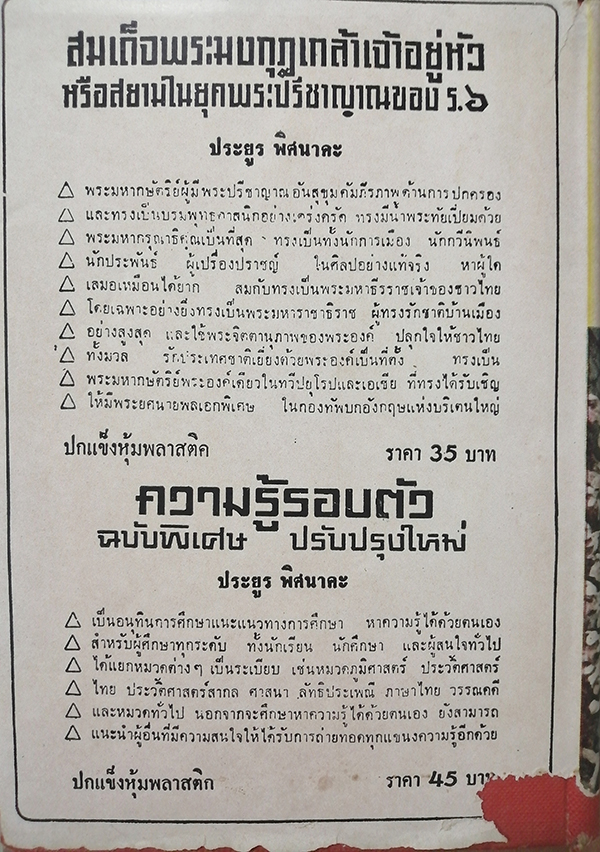 สมเด็จพระมงกุฎเกล้าเจ้าอยู่หัว
หรือสยามในยุคพระปรีชาญาณของ ร.๖
ประยูร พิศนาคะ
△ พระมหากษัตริย์ผู้มีพระปรีชาญาณ อันสุขุมคัมภีรภาพด้านการปกครอง
△ และทรงเป็นบรมพุทธศาสนิกอย่างเคร่งครัด ทรงมีน้ำพระทัยเปี่ยมด้วย
△ พระมหากรุณาธิคุณเป็นที่สุด ทรงเป็นทั้งนักการเมือง นักกวีนิพนธ์
△ นักประพันธ์ ผู้เปรื่องปราชญ์ ในศิลปอย่างแท้จริง หาผู้ใด
△ เสมอเหมือนได้ยาก สมกับทรงเป็นพระมหาธีรราชเจ้าของชาวไทย
△ โดยเฉพาะอย่างยิ่งทรงเป็นพระมหาราชาธิราช ผู้ทรงรักชาติบ้านเมือง
△ อย่างสูงสุด และใช้พระจิตตานุภาพของพระองค์ ปลุกใจให้ชาวไทย
△ ทั้งมวล รักประเทศชาติเยี่ยงด้วยพระองค์เป็นที่ตั้ง ทรงเป็น
△ พระมหากษัตริย์พระองค์เดียวในทวีปยุโรปและเอเซีย ที่ทรงได้รับเชิญ
△ ให้มีพระยศนายพลเอกพิเศษ ในกองทัพบกอังกฤษแห่งบริเตนใหญ่
ปกแข็งหุ้มพลาสติค ราคา 35 บาท
ความรู้รอบตัว
ฉบับพิเศษ ปรับปรุงใหม่
ประยูร พิศนาคะ
△ เป็นอนุทินการศึกษาแนะแนวทางการศึกษา หาความรู้ได้ด้วยตนเอง
△ สำหรับผู้ศึกษาทุกระดับ ทั้งนักเรียน นักศึกษา และผู้สนใจทั่วไป
△ ได้แยกหมวดต่างๆ เป็นระเบียบ เช่นหมวดภูมิศาสตร์ ประวัติศาสตร์
△ ไทย ประวัติศาสตร์สากล ศาสนา ลัทธิประเพณี ภาษาไทย วรรณคดี
△ และหมวดทั่วไป นอกจากจะศึกษาหาความรู้ได้ด้วยตนเอง ยังสามารถ
△ แนะนำผู้อื่นที่มีความสนใจให้ได้รับการถ่ายทอดทุกแขนงความรู้อีกด้วย
ปกแข็งหุ้มพลาสติก ราคา 45 บาท